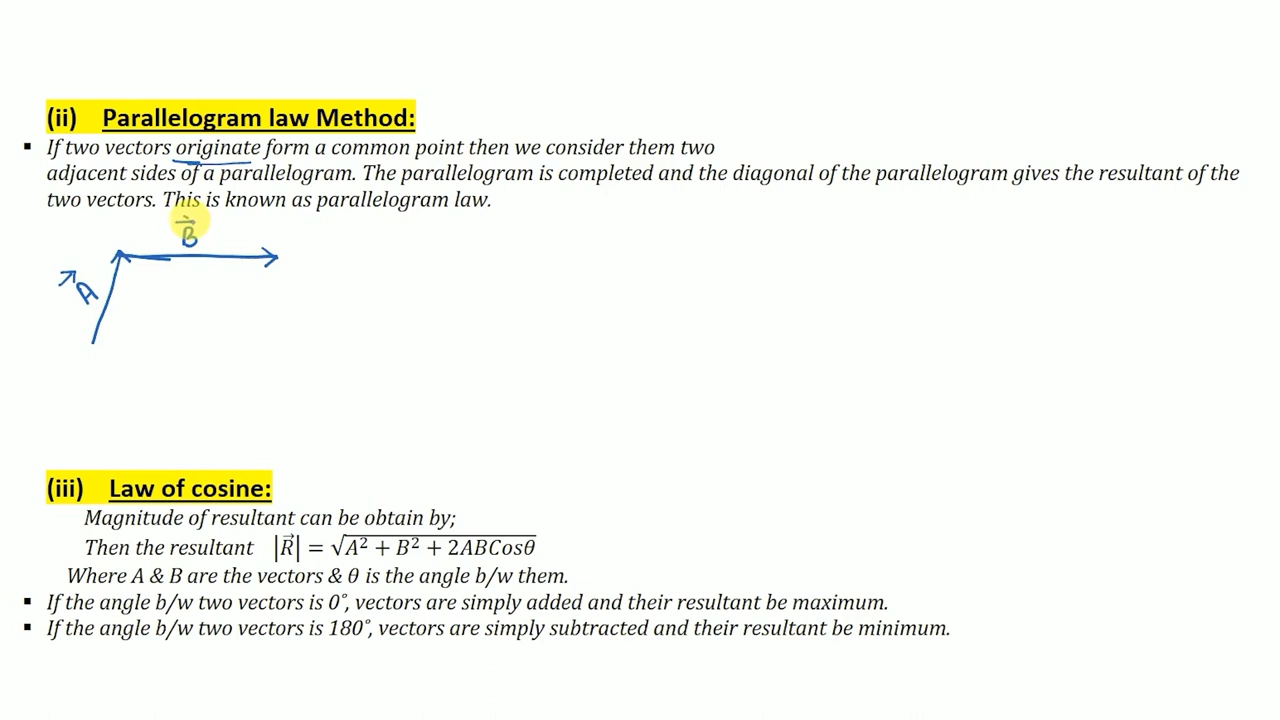 (ii) Parallelogram law Method:
▪ If two vectors originate form a common point then we consider them two
adjacent sides of a parallelogram. The parallelogram is completed and the diagonal of the parallelogram gives the resultant of the
two vectors. This is known as parallelogram law.
B⃗
A⃗
(iii) Law of cosine:
Magnitude of resultant can be obtain by;
Then the resultant |R⃗| = √A² + B² + 2ABCosθ
Where A & B are the vectors & θ is the angle b/w them.
▪ If the angle b/w two vectors is 0°, vectors are simply added and their resultant be maximum.
▪ If the angle b/w two vectors is 180°, vectors are simply subtracted and their resultant be minimum.